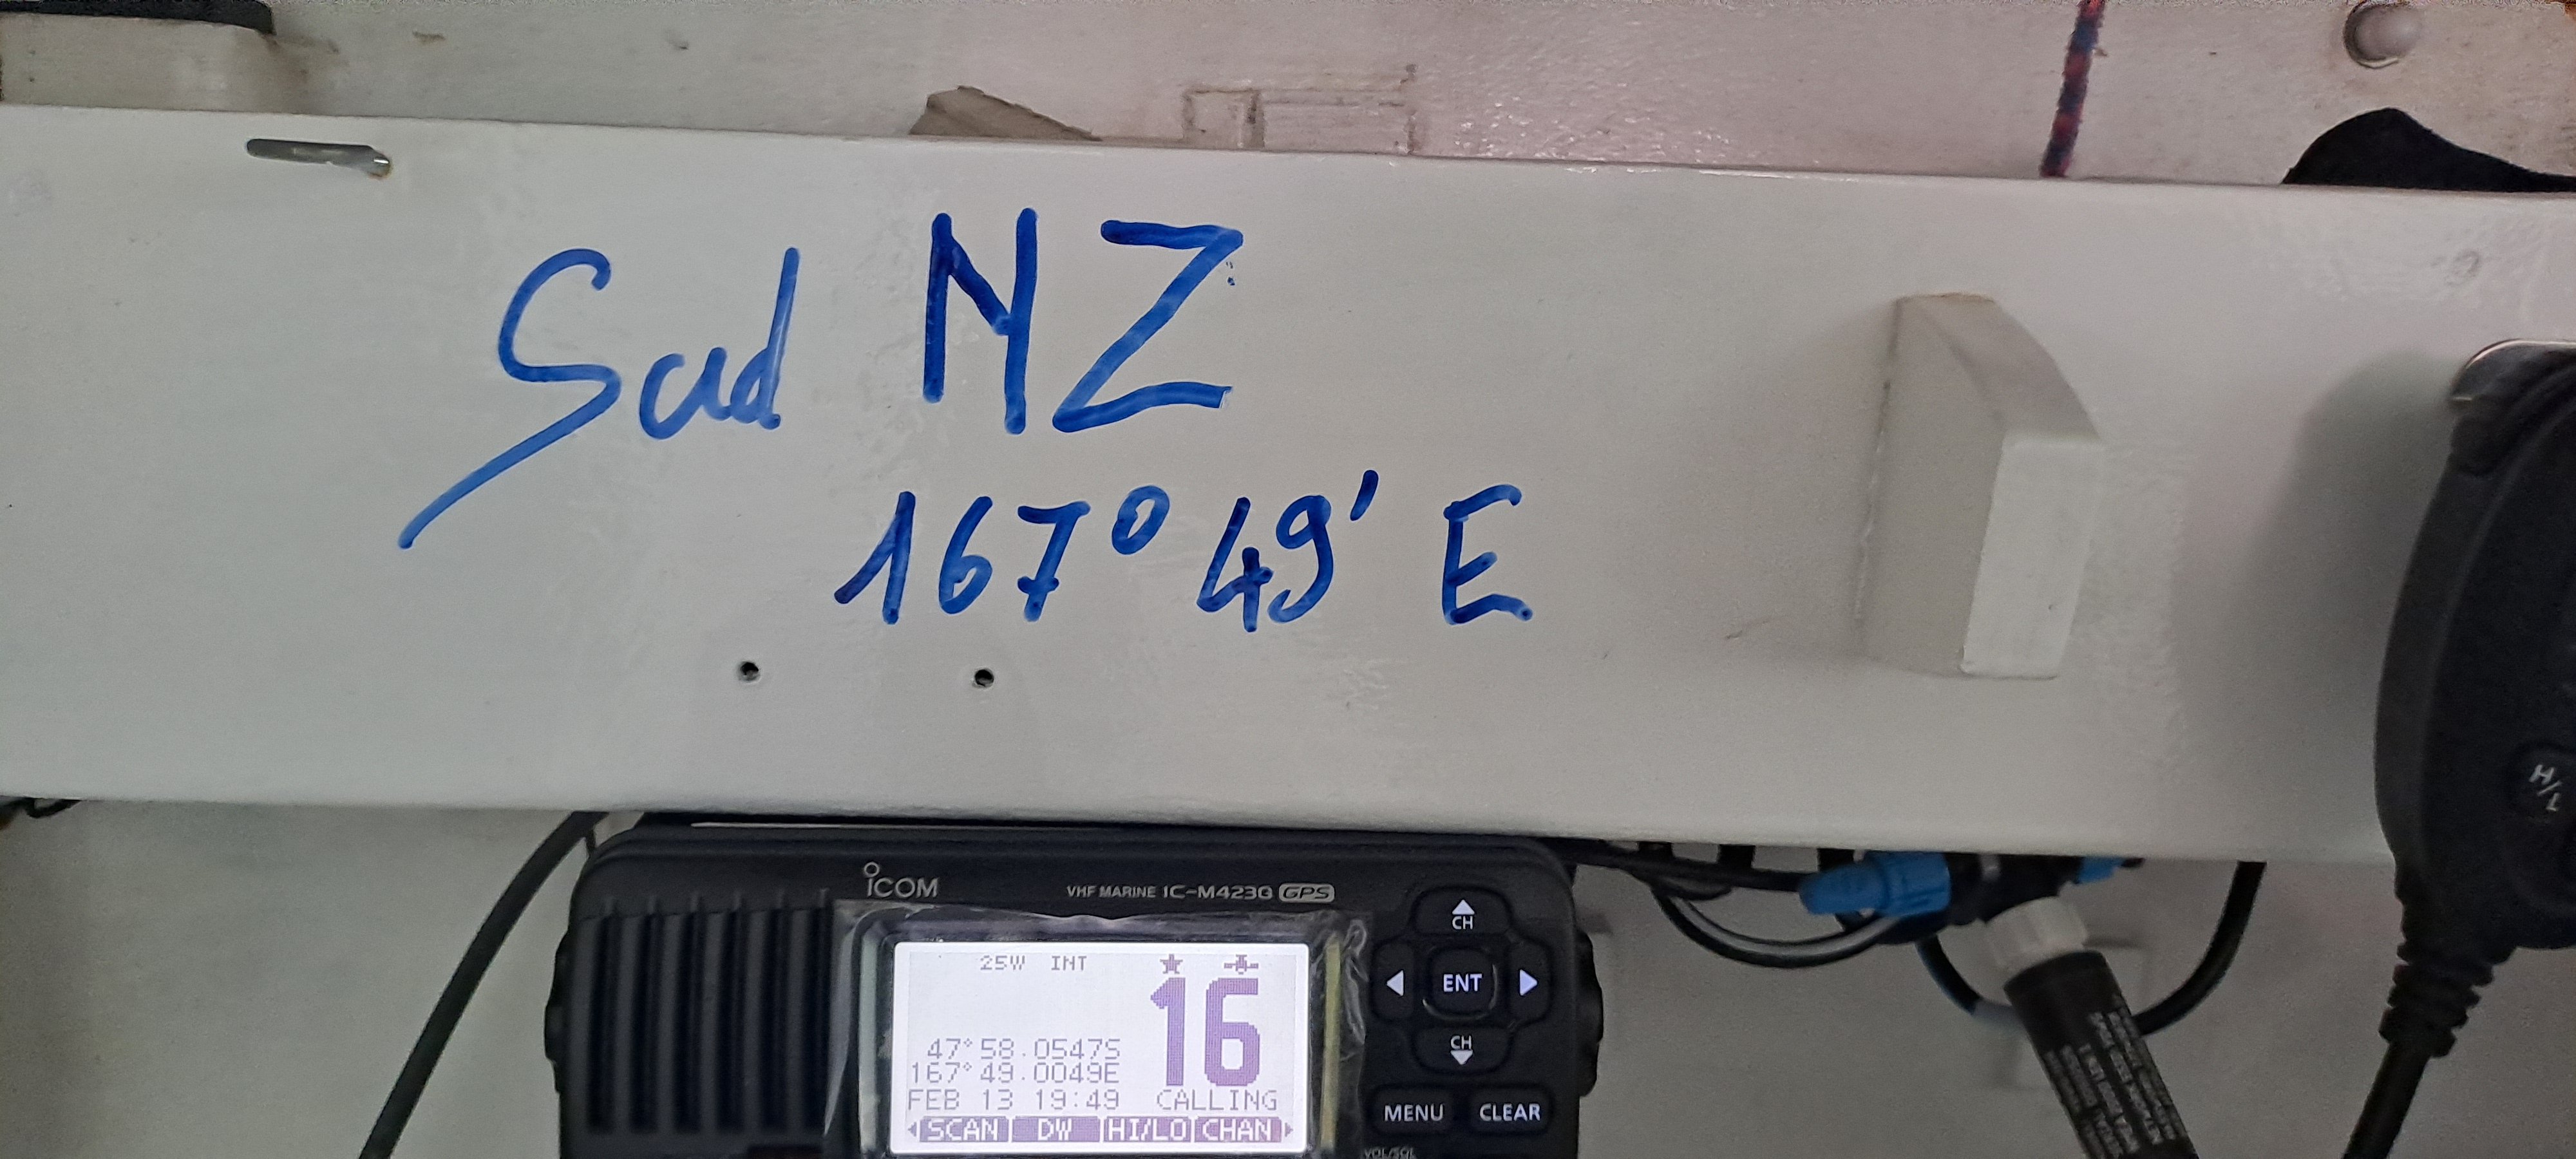 Sud NZ
167° 49' E
ICOM
VHF MARINE IC-M423G GPS
25W INT
16
47°58.0547S
167°49.0049E
FEB 13 19:49 CALLING
SCAN DW HI/LO CHAN
CH
ENT
CH
MENU CLEAR
VOL/SQL
H/L